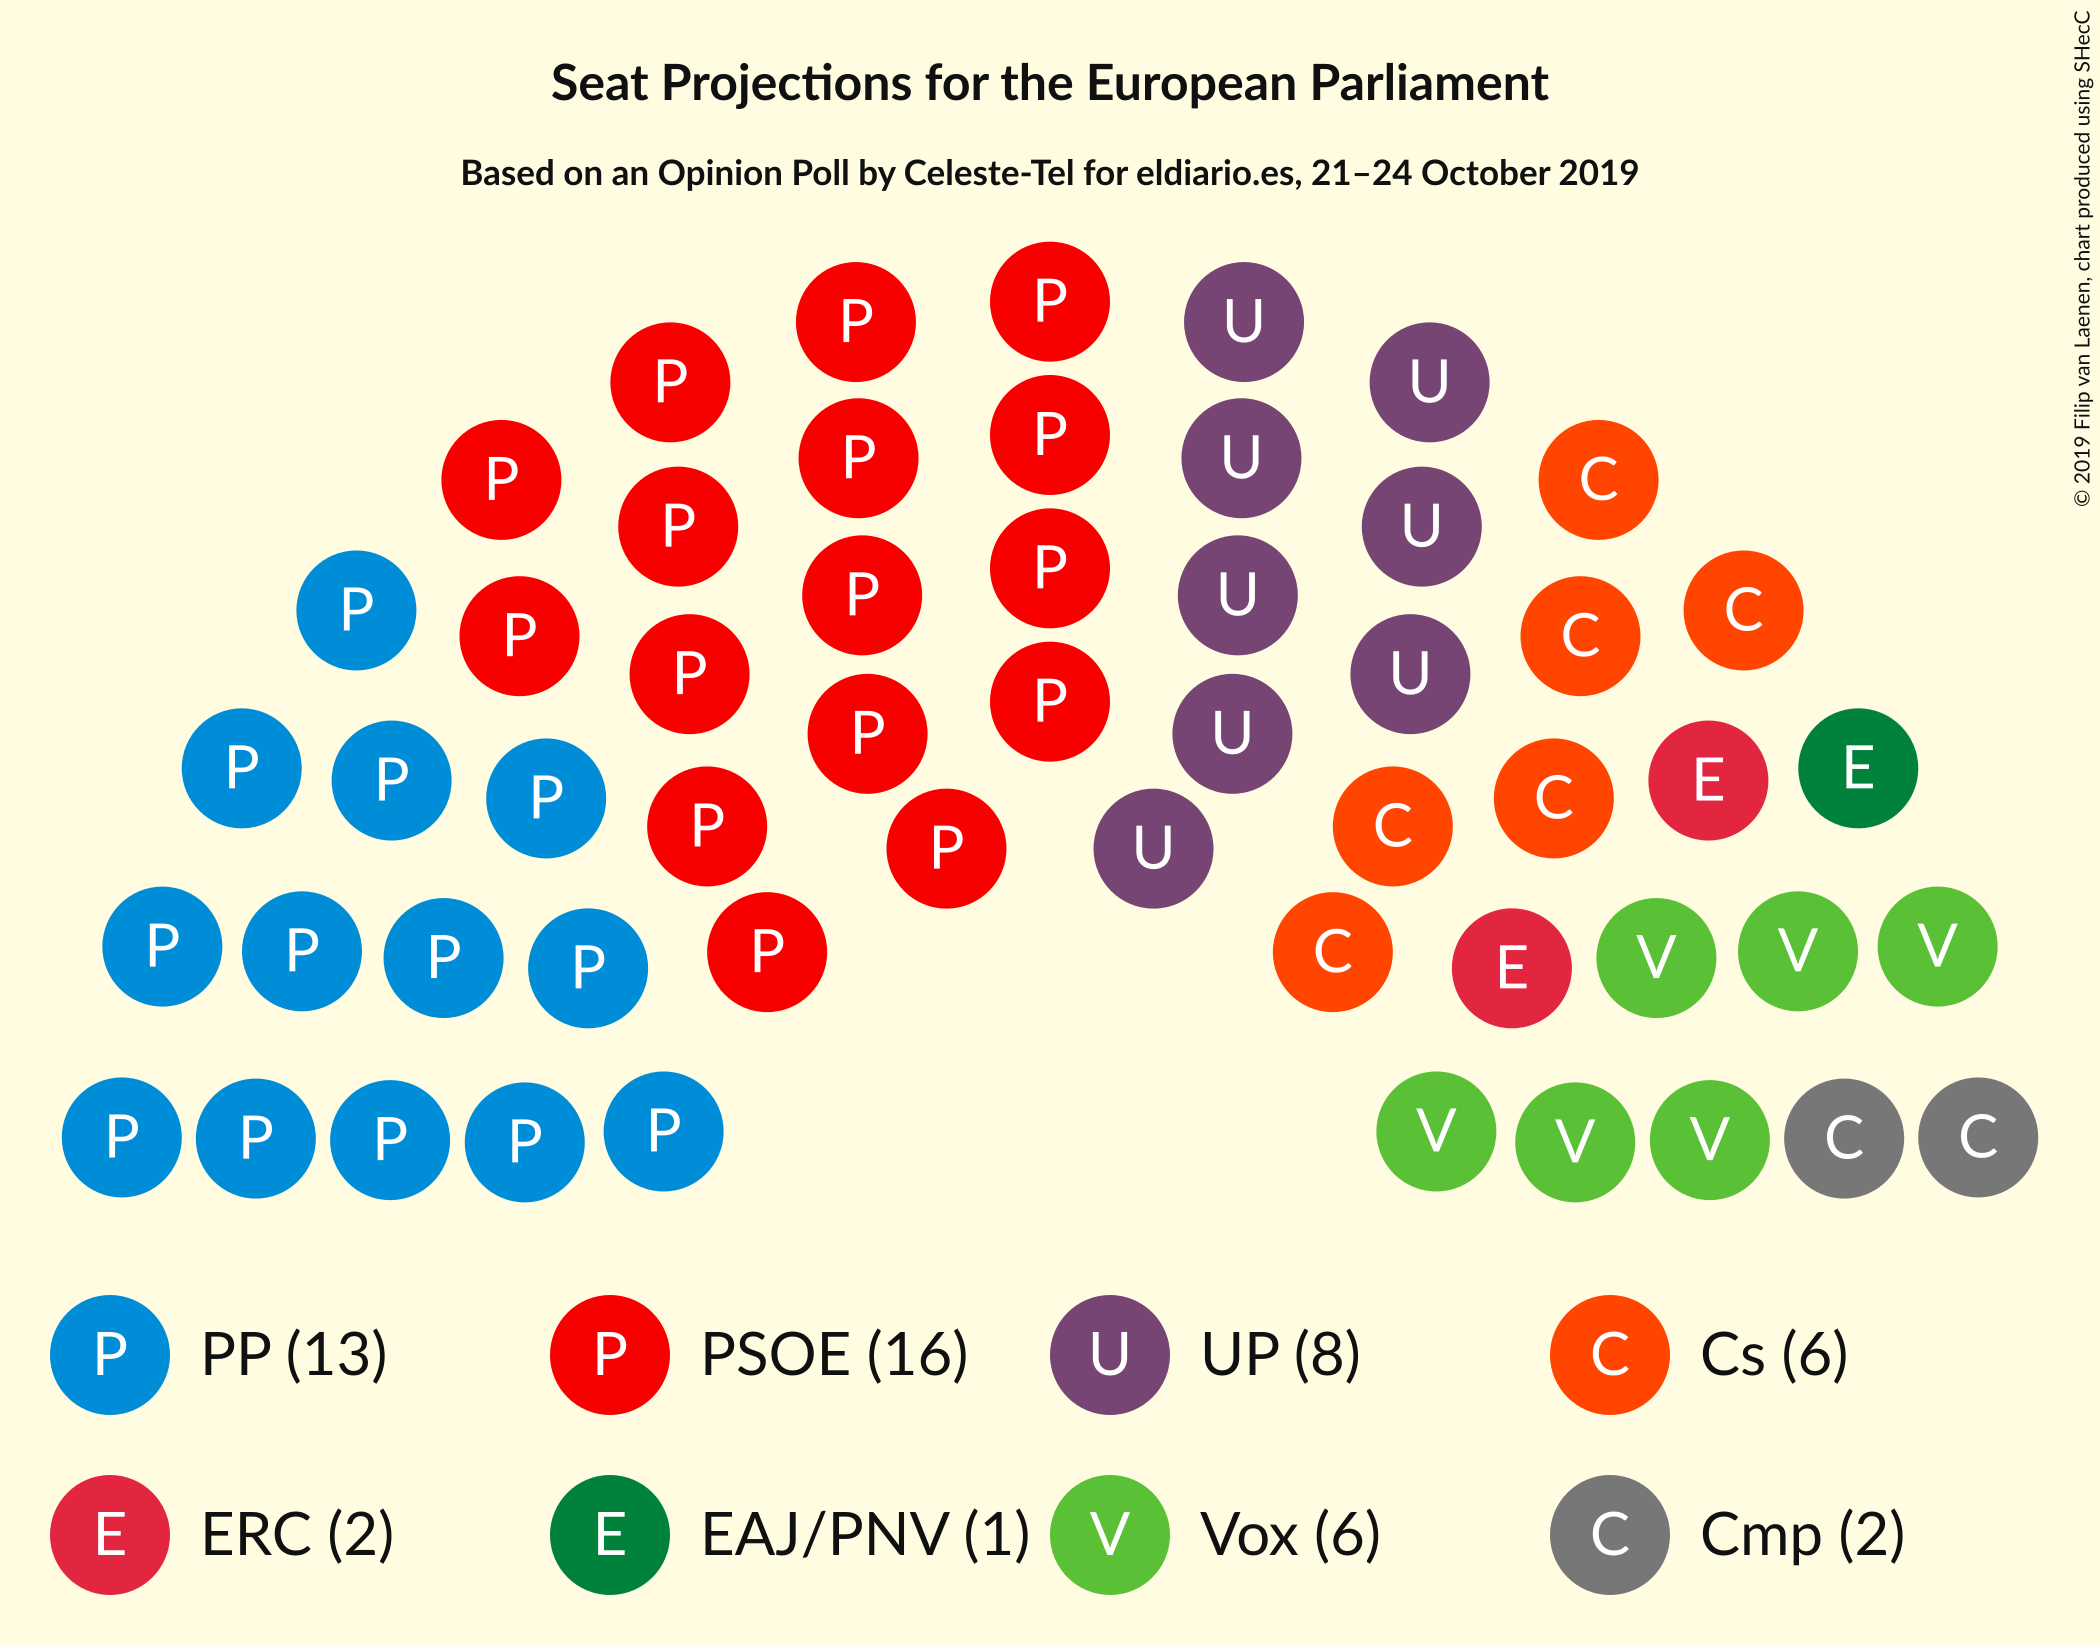 Seat Projections for the European Parliament
Based on an Opinion Poll by Celeste-Tel for eldiario.es, 21–24 October 2019
© 2019 Filip van Laenen, chart produced using SHecC
P
P U
P U
P P U
P U
P P C
P U
P P U
P C
P P C
P U
P P U
P P P E E
P P C C
P U
P P P P V V V
P C
P E
P P P P P V V V C C
P PP (13) P PSOE (16) U UP (8) C Cs (6)
E ERC (2) E EAJ/PNV (1) V Vox (6) C Cmp (2)